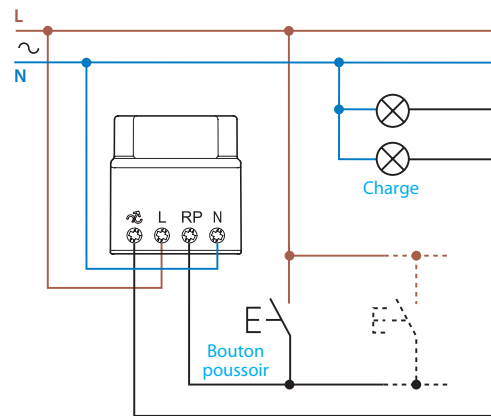 L
N
Charge
L RP N
Bouton
poussoir